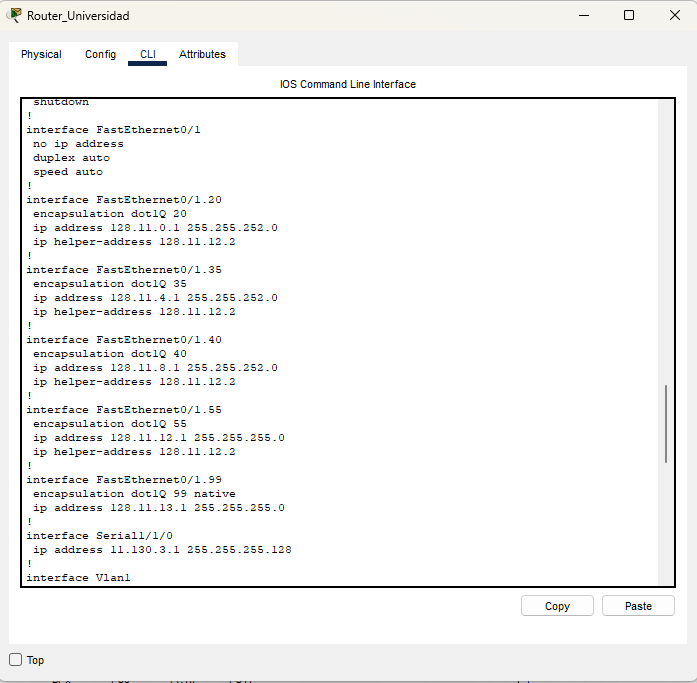 Router_Universidad
Physical Config CLI Attributes
IOS Command Line Interface
shutdown
!
interface FastEthernet0/1
no ip address
duplex auto
speed auto
!
interface FastEthernet0/1.20
encapsulation dot1Q 20
ip address 128.11.0.1 255.255.252.0
ip helper-address 128.11.12.2
!
interface FastEthernet0/1.35
encapsulation dot1Q 35
ip address 128.11.4.1 255.255.252.0
ip helper-address 128.11.12.2
!
interface FastEthernet0/1.40
encapsulation dot1Q 40
ip address 128.11.8.1 255.255.252.0
ip helper-address 128.11.12.2
!
interface FastEthernet0/1.55
encapsulation dot1Q 55
ip address 128.11.12.1 255.255.255.0
ip helper-address 128.11.12.2
!
interface FastEthernet0/1.99
encapsulation dot1Q 99 native
ip address 128.11.13.1 255.255.255.0
!
interface Serial1/1/0
ip address 11.130.3.1 255.255.255.128
!
interface Vlan1
Copy Paste
Top